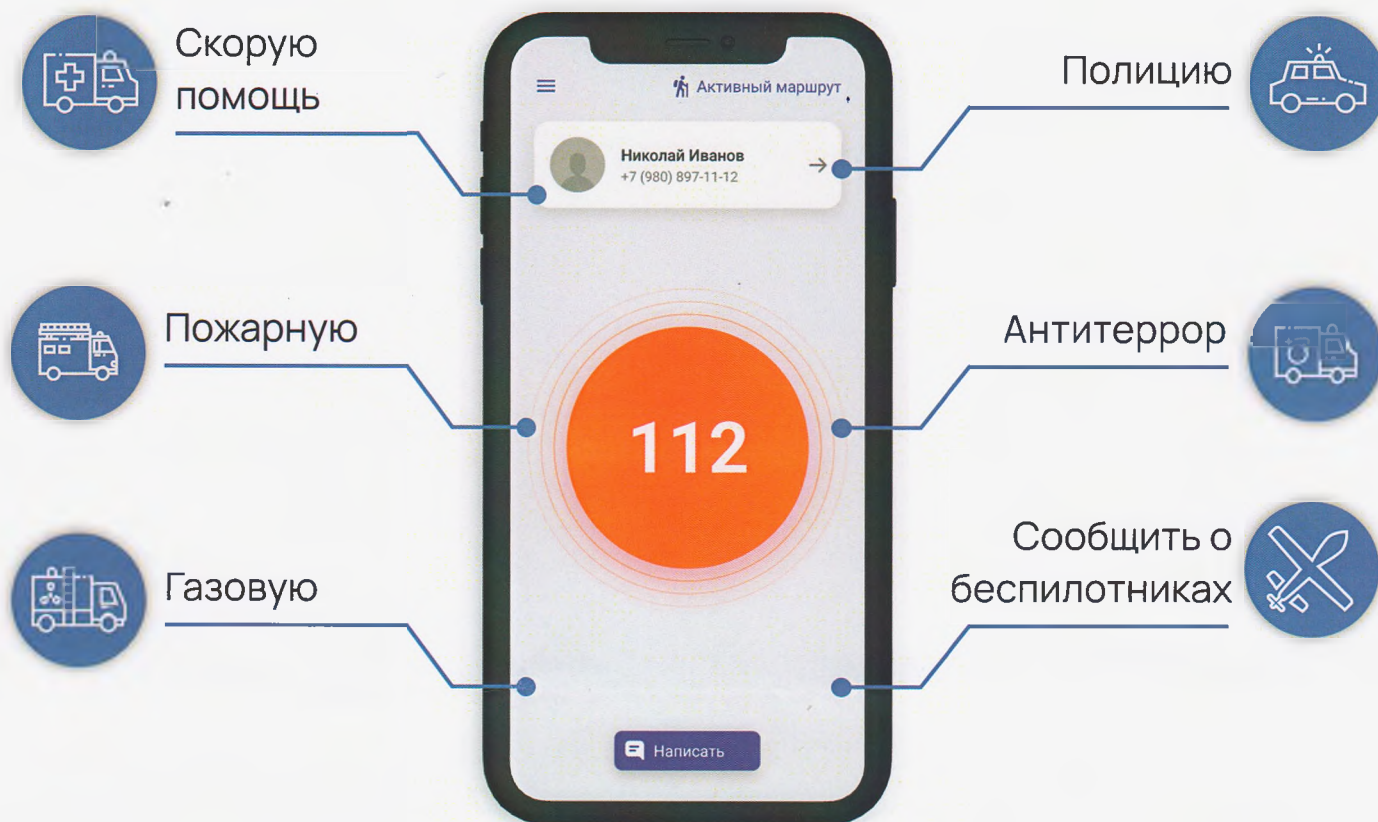 Скорую
помощь
Пожарную
Газовую
Активный маршрут
Николай Иванов
+7 (980) 897-11-12
112
Написать
Полицию
Антитеррор
Сообщить о
беспилотниках